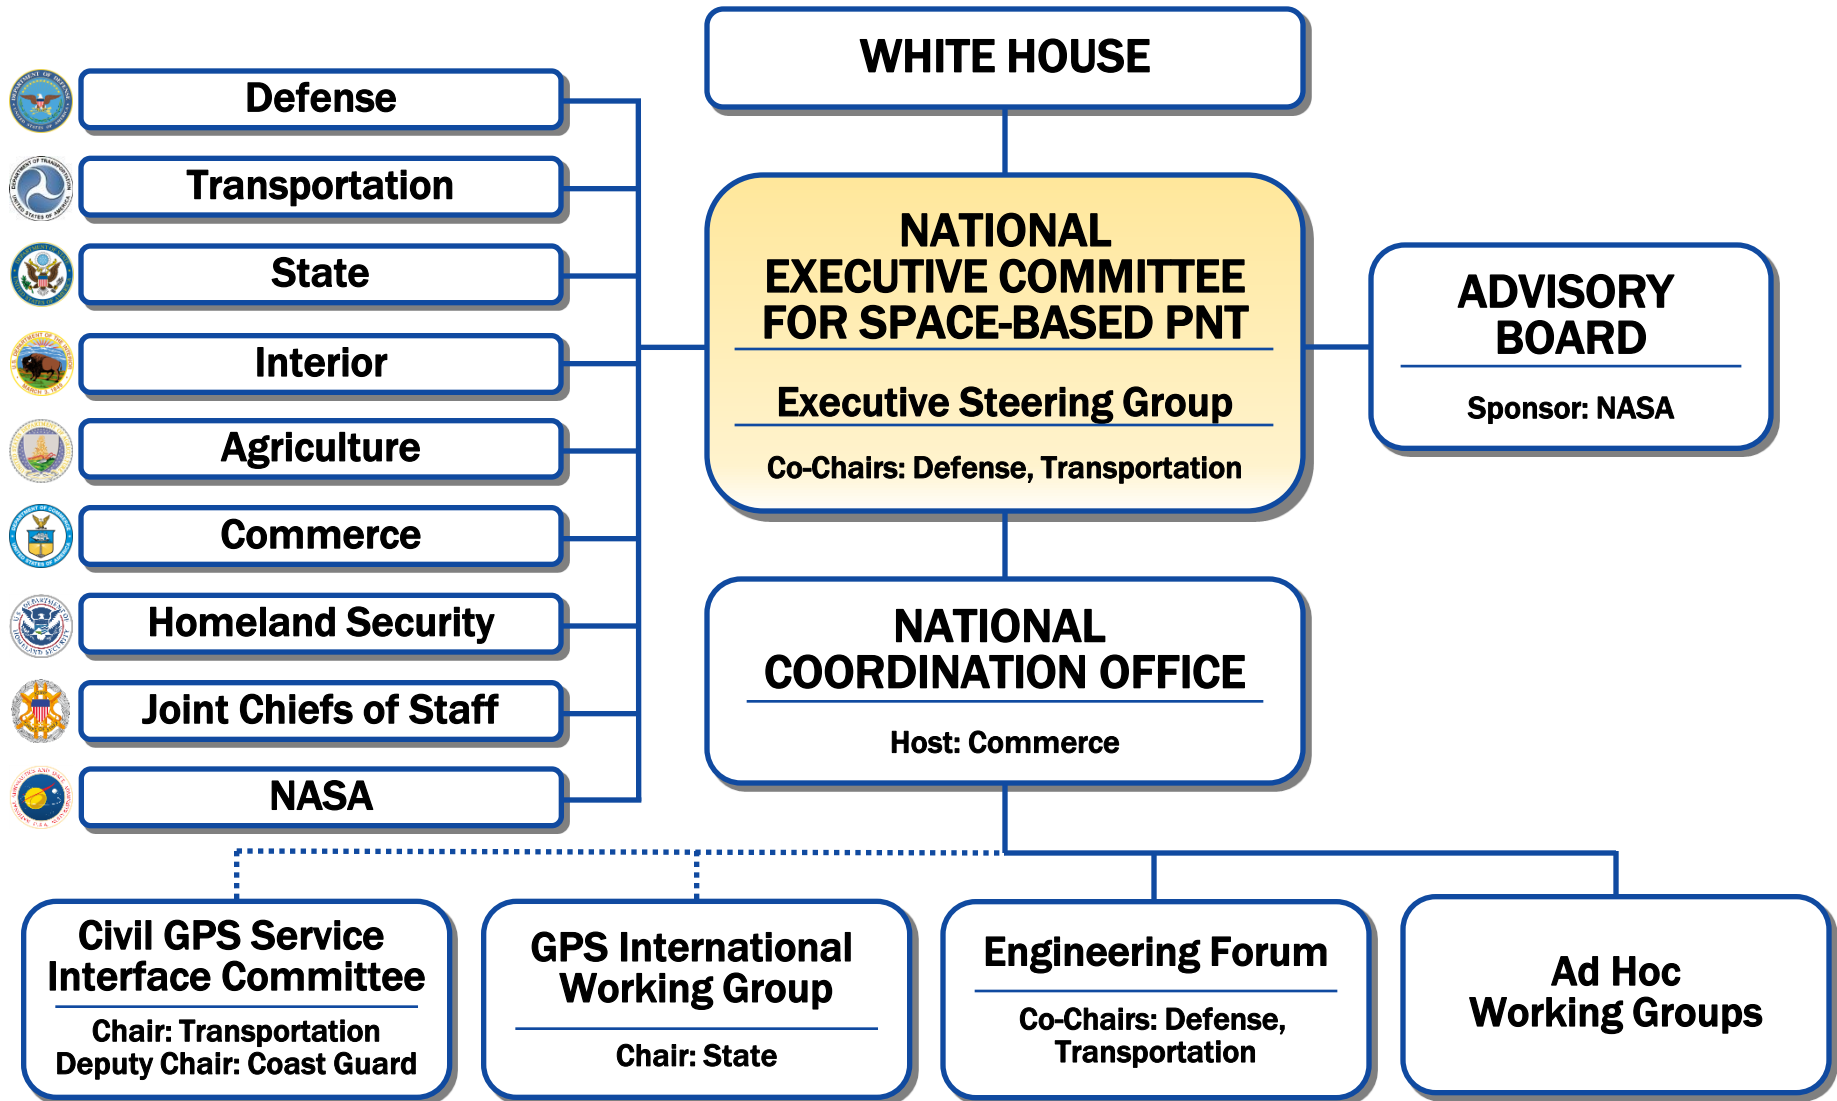 WHITE HOUSE
Defense
Transportation
State
Interior
Agriculture
Commerce
Homeland Security
Joint Chiefs of Staff
NASA
NATIONAL
EXECUTIVE COMMITTEE
FOR SPACE-BASED PNT
Executive Steering Group
Co-Chairs: Defense, Transportation
ADVISORY
BOARD
Sponsor: NASA
NATIONAL
COORDINATION OFFICE
Host: Commerce
Civil GPS Service
Interface Committee
Chair: Transportation
Deputy Chair: Coast Guard
GPS International
Working Group
Chair: State
Engineering Forum
Co-Chairs: Defense,
Transportation
Ad Hoc
Working Groups